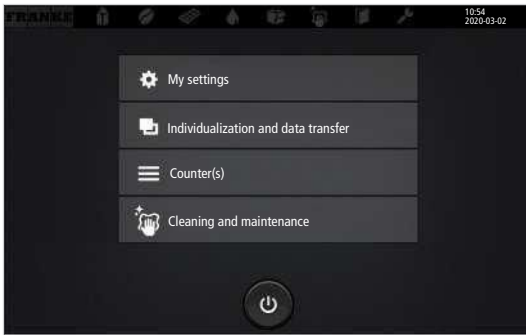 FRANKE
10:54
2020-03-02
My settings
Individualization and data transfer
Counter(s)
Cleaning and maintenance